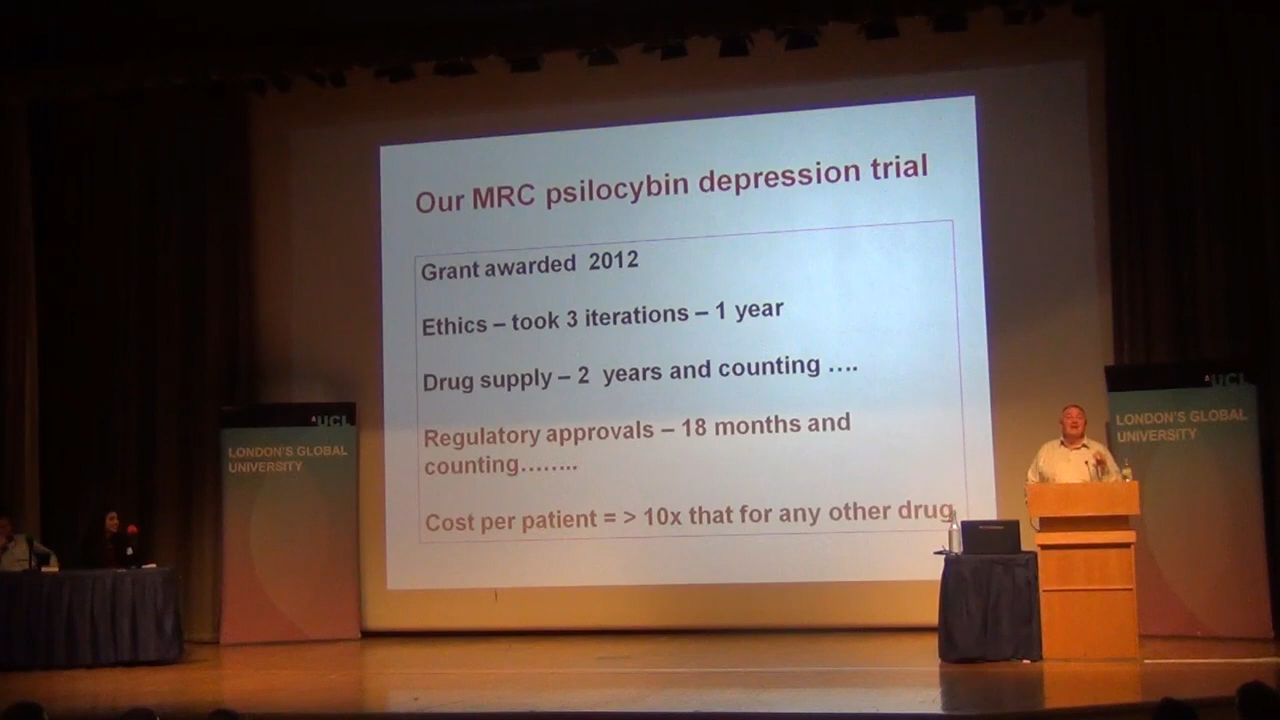 Our MRC psilocybin depression trial
Grant awarded 2012
Ethics – took 3 iterations – 1 year
Drug supply – 2 years and counting ....
Regulatory approvals – 18 months and
counting........
Cost per patient = > 10x that for any other drug
UCL
LONDON'S GLOBAL
UNIVERSITY
UCL
LONDON'S GLOBAL
UNIVERSITY